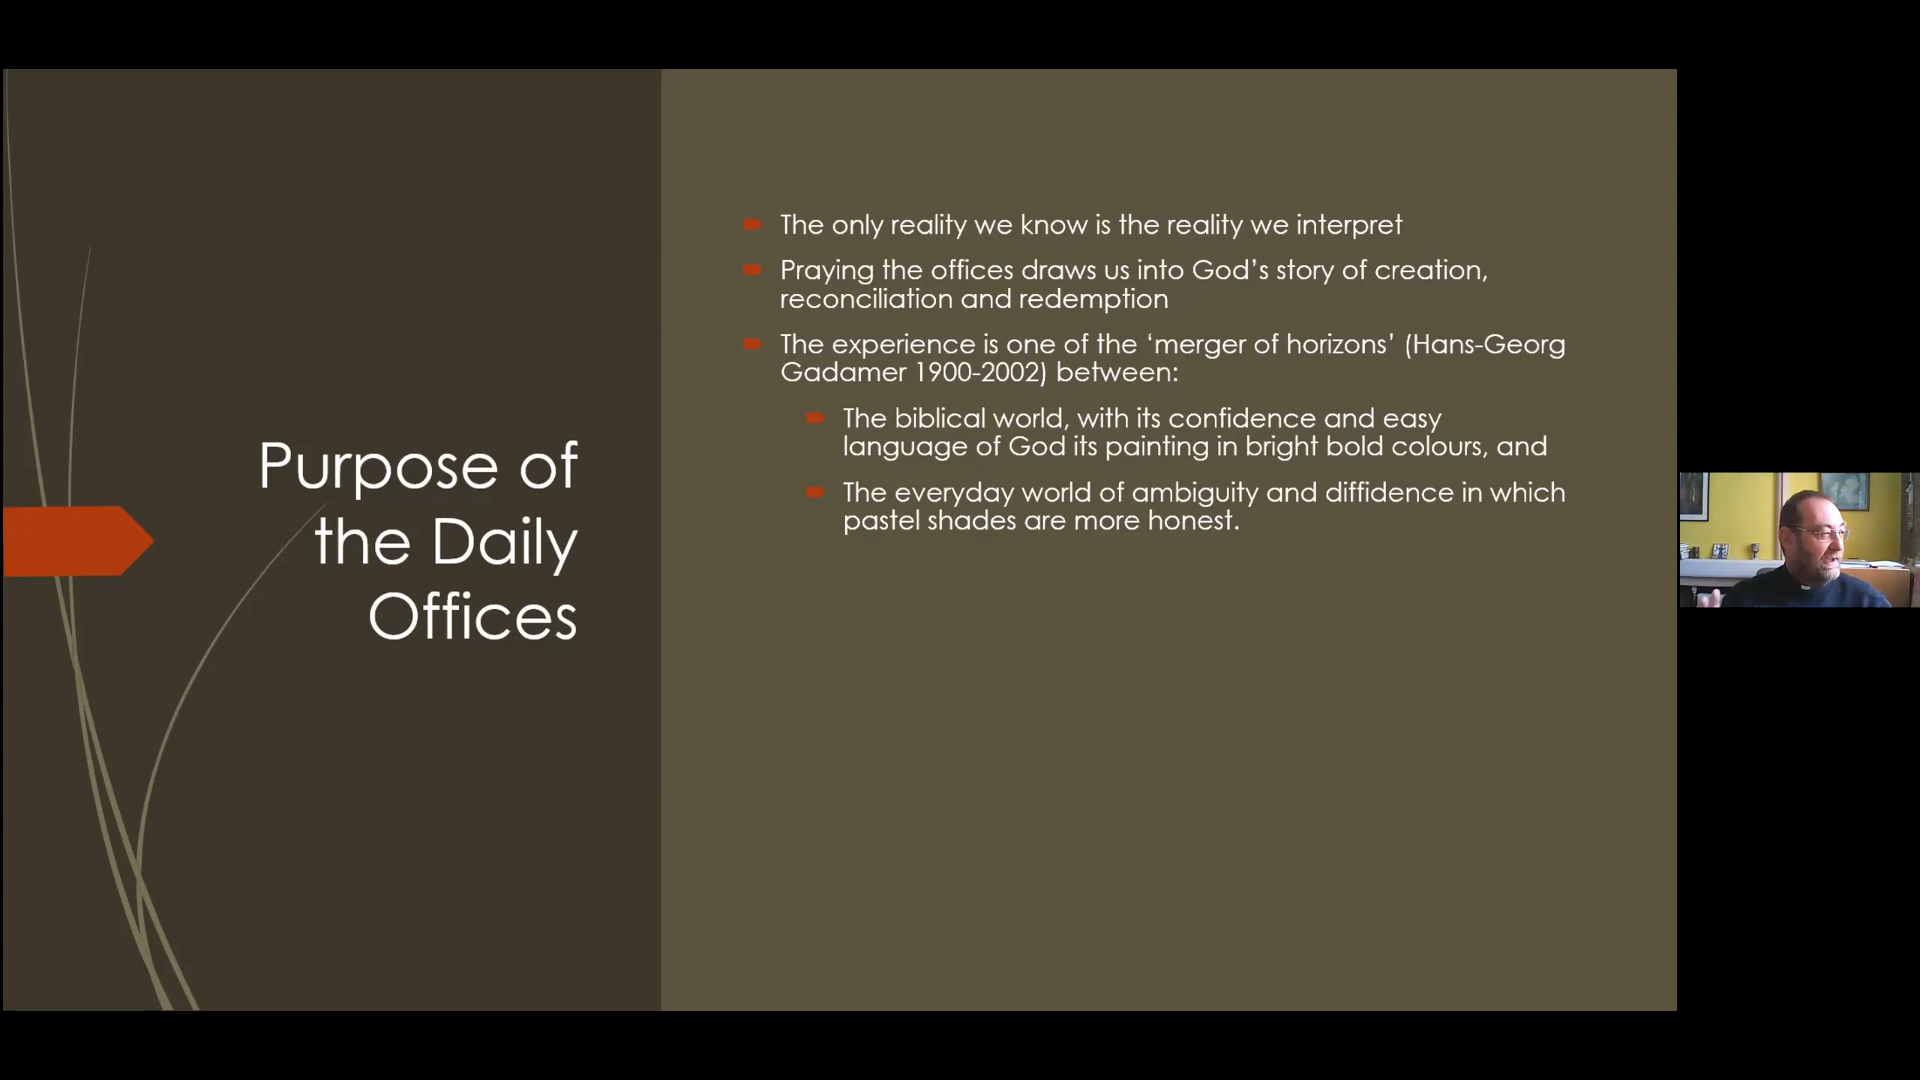 Purpose of
the Daily
Offices
The only reality we know is the reality we interpret
Praying the offices draws us into God’s story of creation,
reconciliation and redemption
The experience is one of the ‘merger of horizons’ (Hans-Georg
Gadamer 1900-2002) between:
The biblical world, with its confidence and easy
language of God its painting in bright bold colours, and
The everyday world of ambiguity and diffidence in which
pastel shades are more honest.